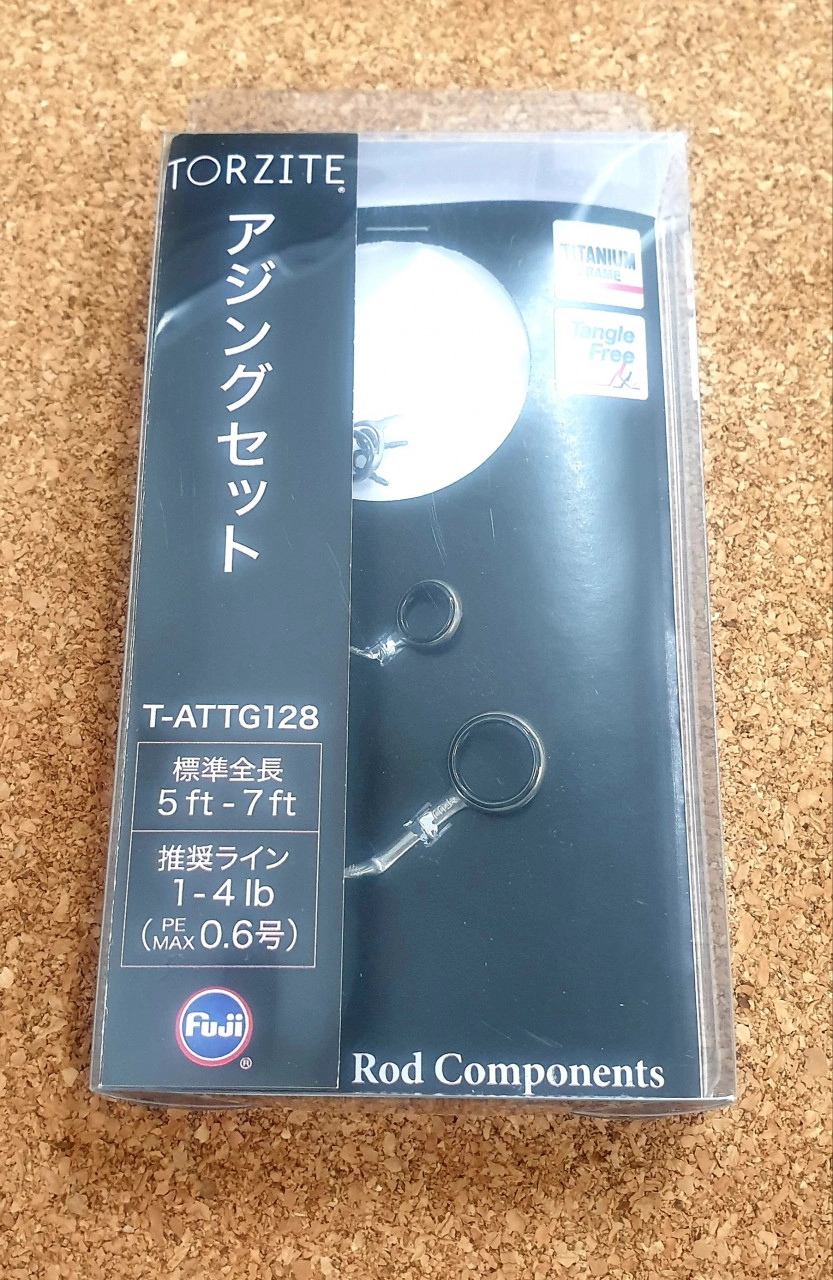 TORZITE®
アジングセット
T-ATTG128
標準全長
5 ft - 7 ft
推奨ライン
1 - 4 lb
(PE MAX 0.6号)
Fuji®
TITANIUM
FRAME
Tangle
Free
Rod Components